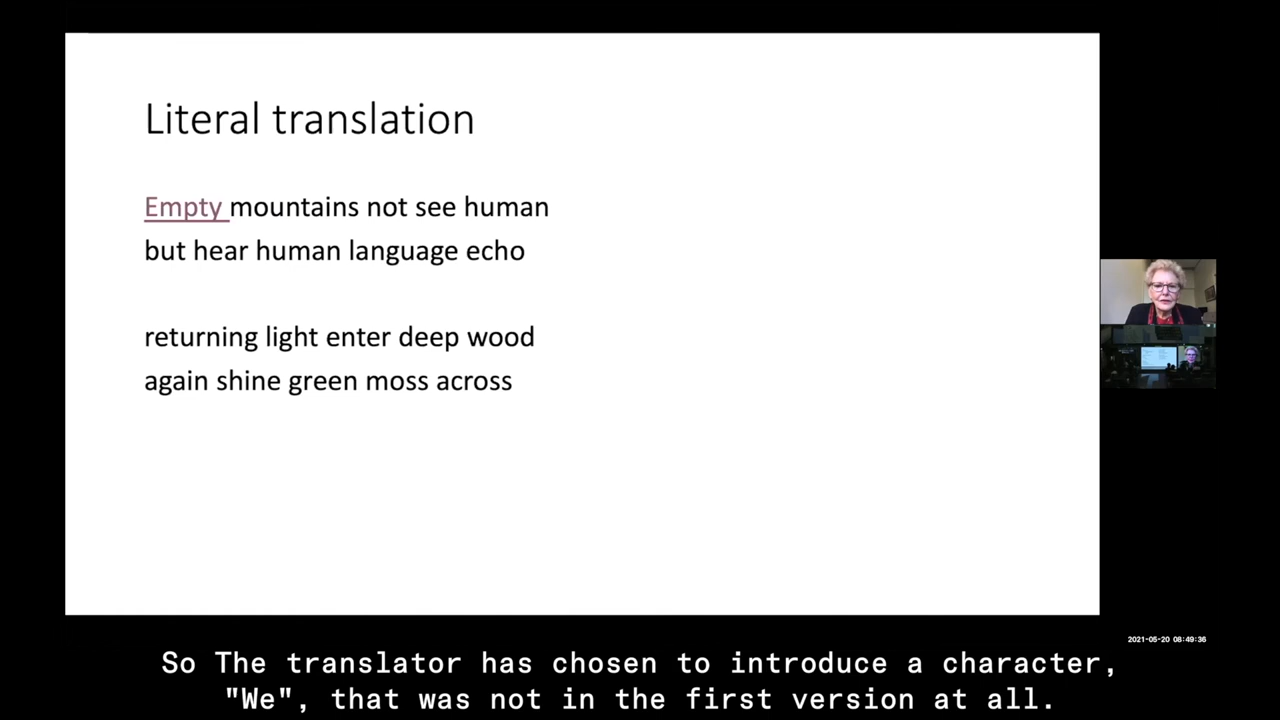 Literal translation
Empty mountains not see human
but hear human language echo
returning light enter deep wood
again shine green moss across
2021-05-20 08:49:36
So The translator has chosen to introduce a character,
"We", that was not in the first version at all.